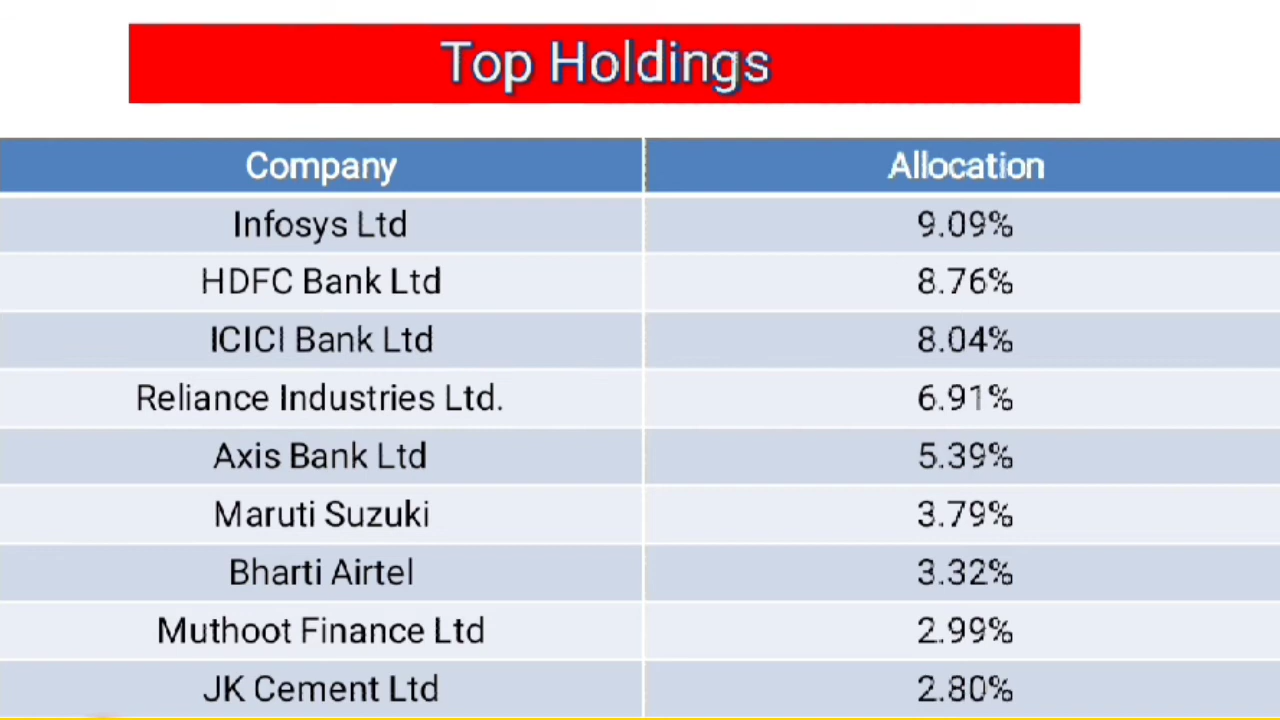 Top Holdings
Company Allocation
Infosys Ltd 9.09%
HDFC Bank Ltd 8.76%
ICICI Bank Ltd 8.04%
Reliance Industries Ltd. 6.91%
Axis Bank Ltd 5.39%
Maruti Suzuki 3.79%
Bharti Airtel 3.32%
Muthoot Finance Ltd 2.99%
JK Cement Ltd 2.80%